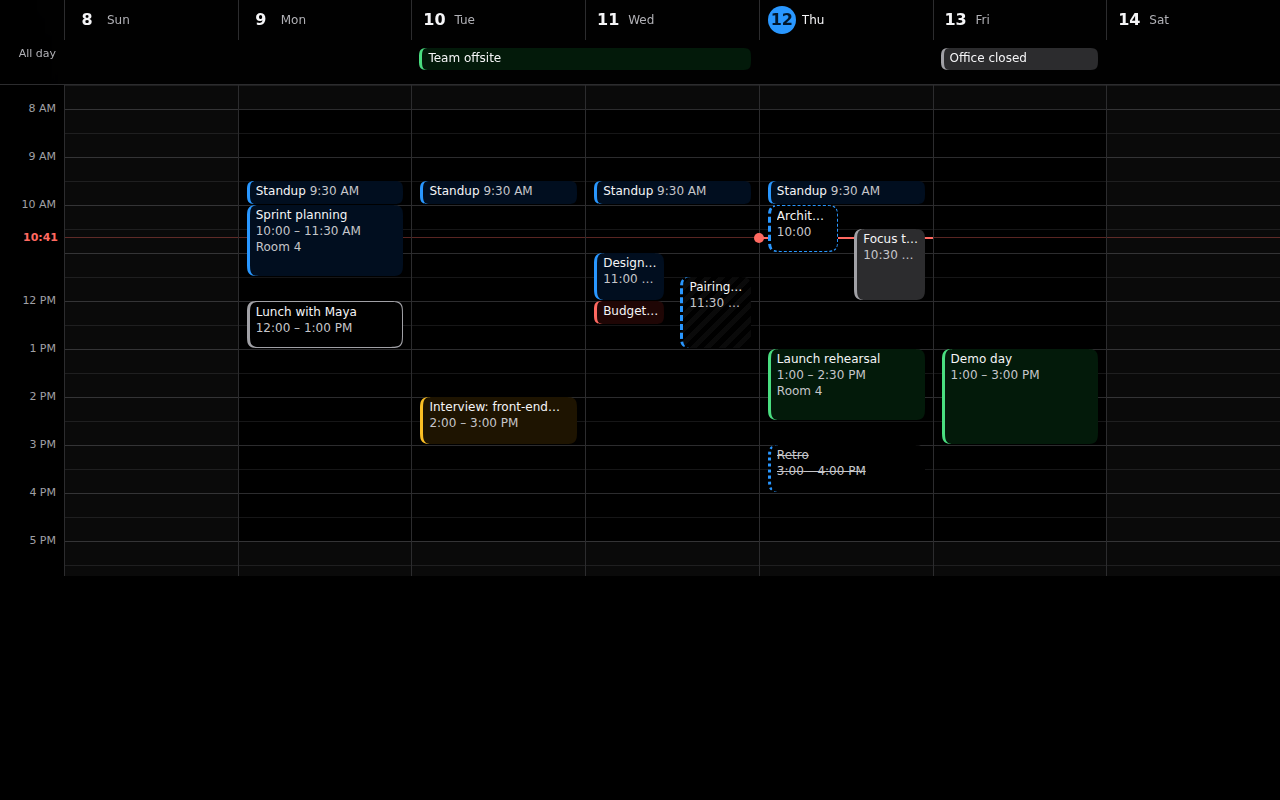 8 Sun
9 Mon
10 Tue
11 Wed
12 Thu
13 Fri
14 Sat
All day
Team offsite
Office closed
8 AM
9 AM
10 AM
10:41
12 PM
1 PM
2 PM
3 PM
4 PM
5 PM
Standup 9:30 AM
Sprint planning
10:00 – 11:30 AM
Room 4
Lunch with Maya
12:00 – 1:00 PM
Standup 9:30 AM
Interview: front-end…
2:00 – 3:00 PM
Standup 9:30 AM
Design…
11:00 …
Budget…
Pairing…
11:30 …
Standup 9:30 AM
Archit…
10:00
Focus t…
10:30 …
Launch rehearsal
1:00 – 2:30 PM
Room 4
Retro
3:00 – 4:00 PM
Demo day
1:00 – 3:00 PM